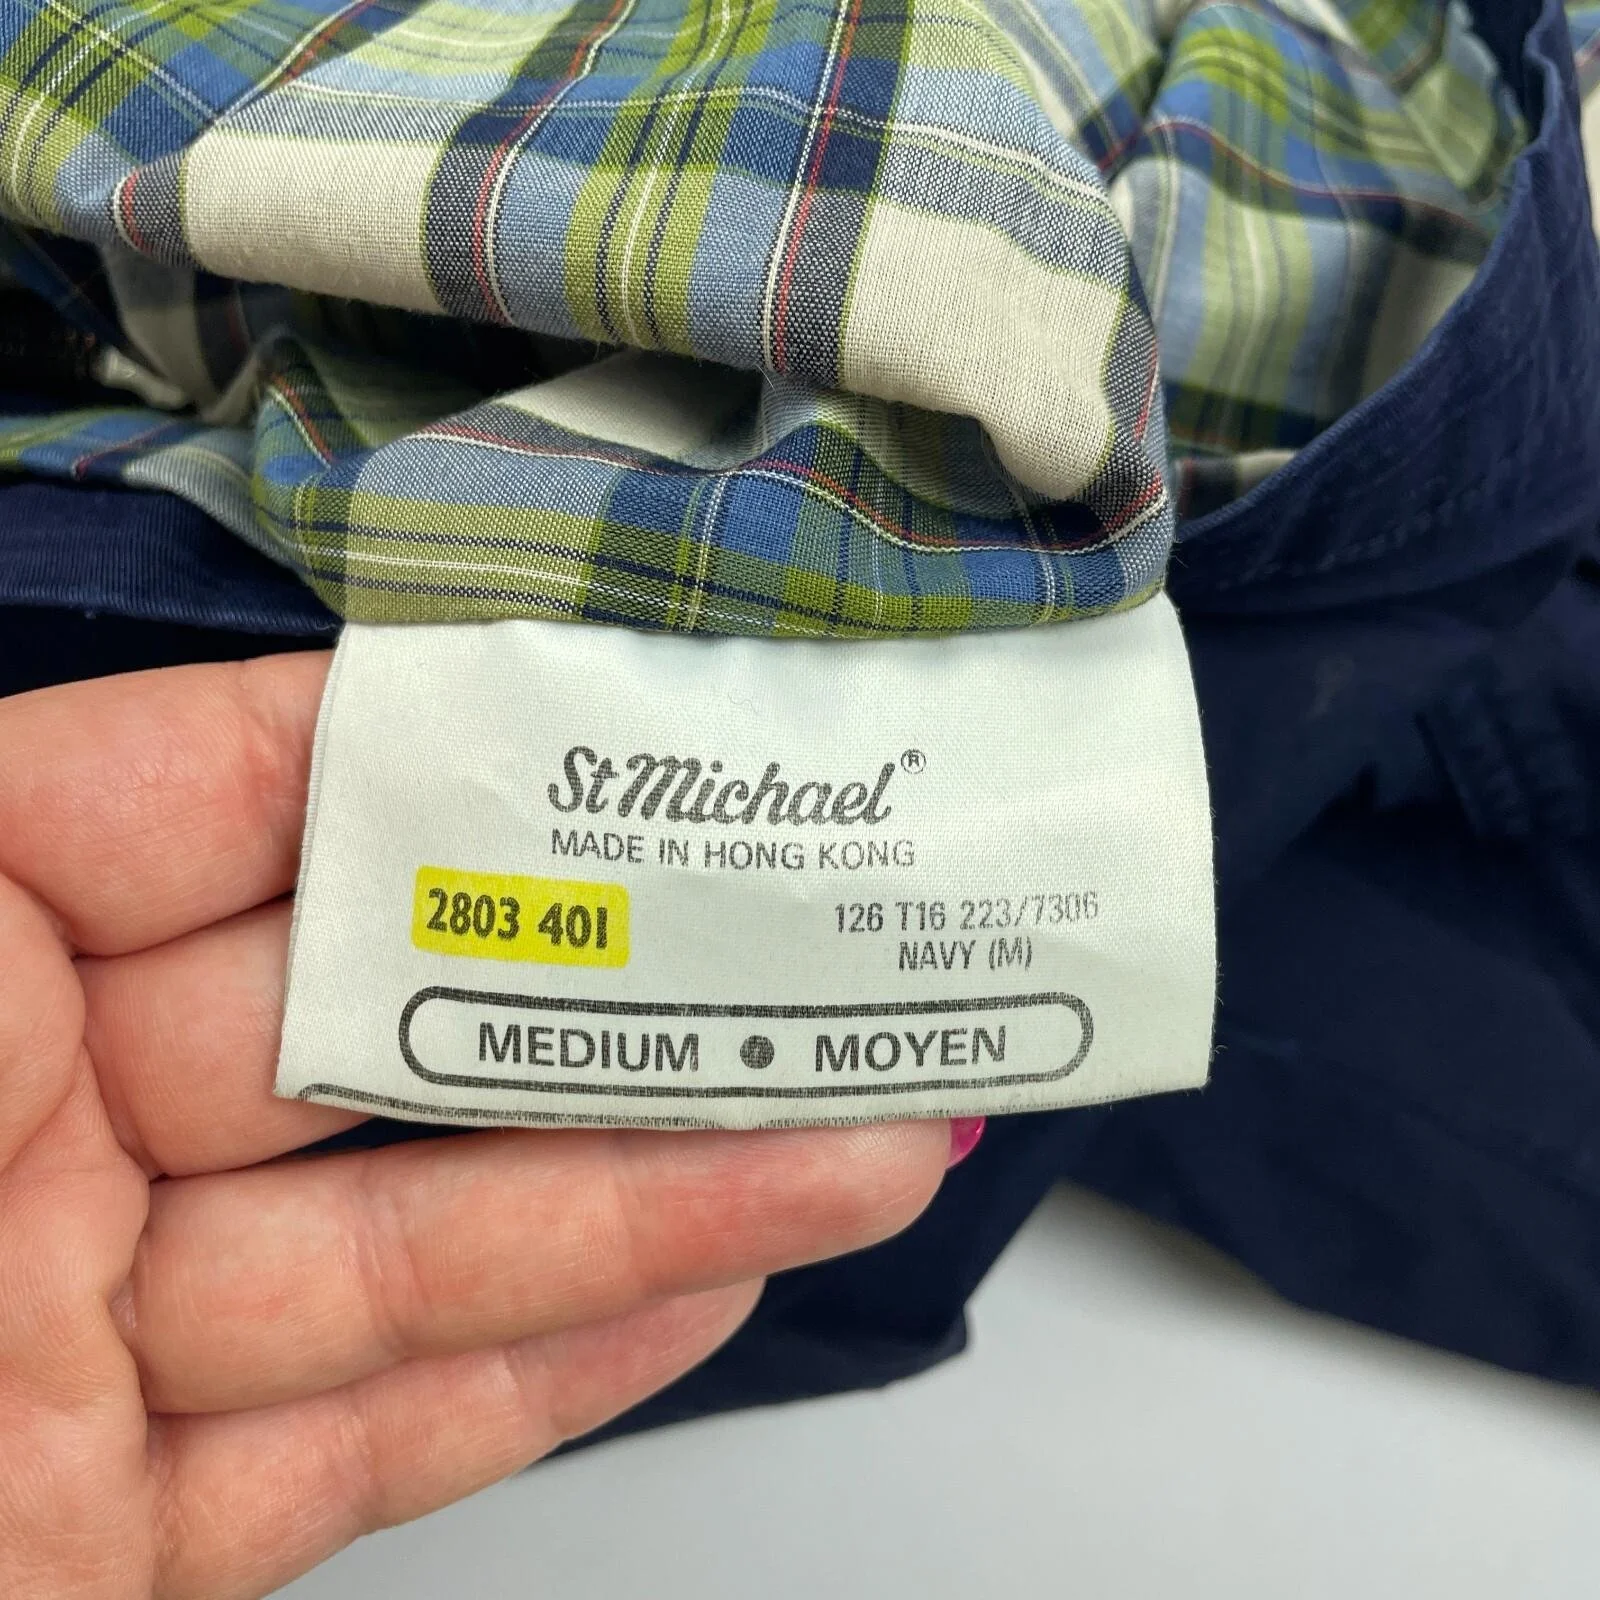 St Michael®
MADE IN HONG KONG
2803 401
126 T16 223/7306
NAVY (M)
MEDIUM • MOYEN